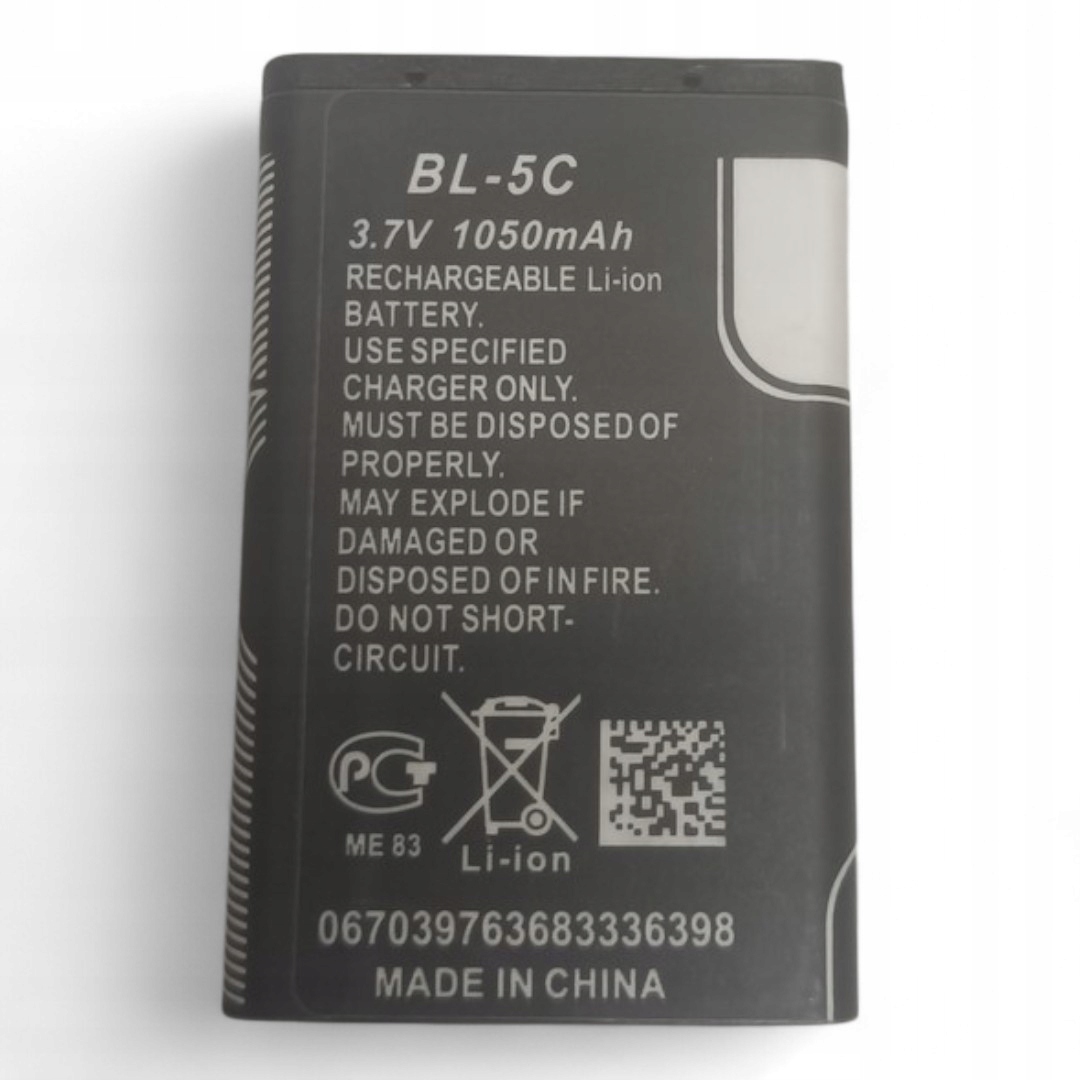 BL-5C
3.7V 1050mAh
RECHARGEABLE Li-ion
BATTERY.
USE SPECIFIED
CHARGER ONLY.
MUST BE DISPOSED OF
PROPERLY.
MAY EXPLODE IF
DAMAGED OR
DISPOSED OF IN FIRE.
DO NOT SHORT-
CIRCUIT.
РСТ
ME 83
Li-ion
067039763683336398
MADE IN CHINA